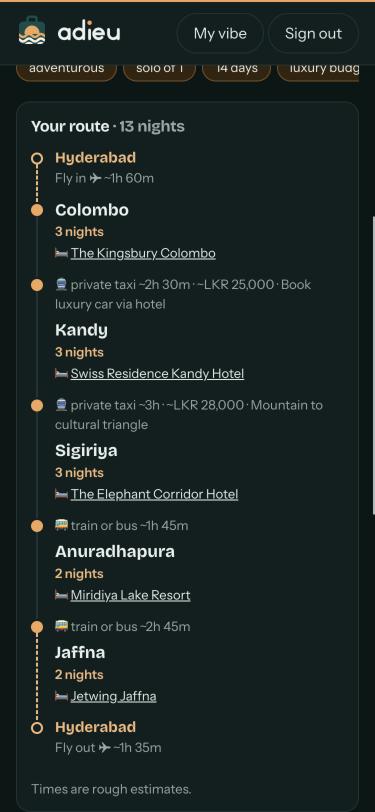 adieu
My vibe
Sign out
adventurous
solo of 1
14 days
luxury budg
Your route · 13 nights
Hyderabad
Fly in ✈ ~1h 60m
Colombo
3 nights
The Kingsbury Colombo
private taxi ~2h 30m · ~LKR 25,000 · Book
luxury car via hotel
Kandy
3 nights
Swiss Residence Kandy Hotel
private taxi ~3h · ~LKR 28,000 · Mountain to
cultural triangle
Sigiriya
3 nights
The Elephant Corridor Hotel
train or bus ~1h 45m
Anuradhapura
2 nights
Miridiya Lake Resort
train or bus ~2h 45m
Jaffna
2 nights
Jetwing Jaffna
Hyderabad
Fly out ✈ ~1h 35m
Times are rough estimates.